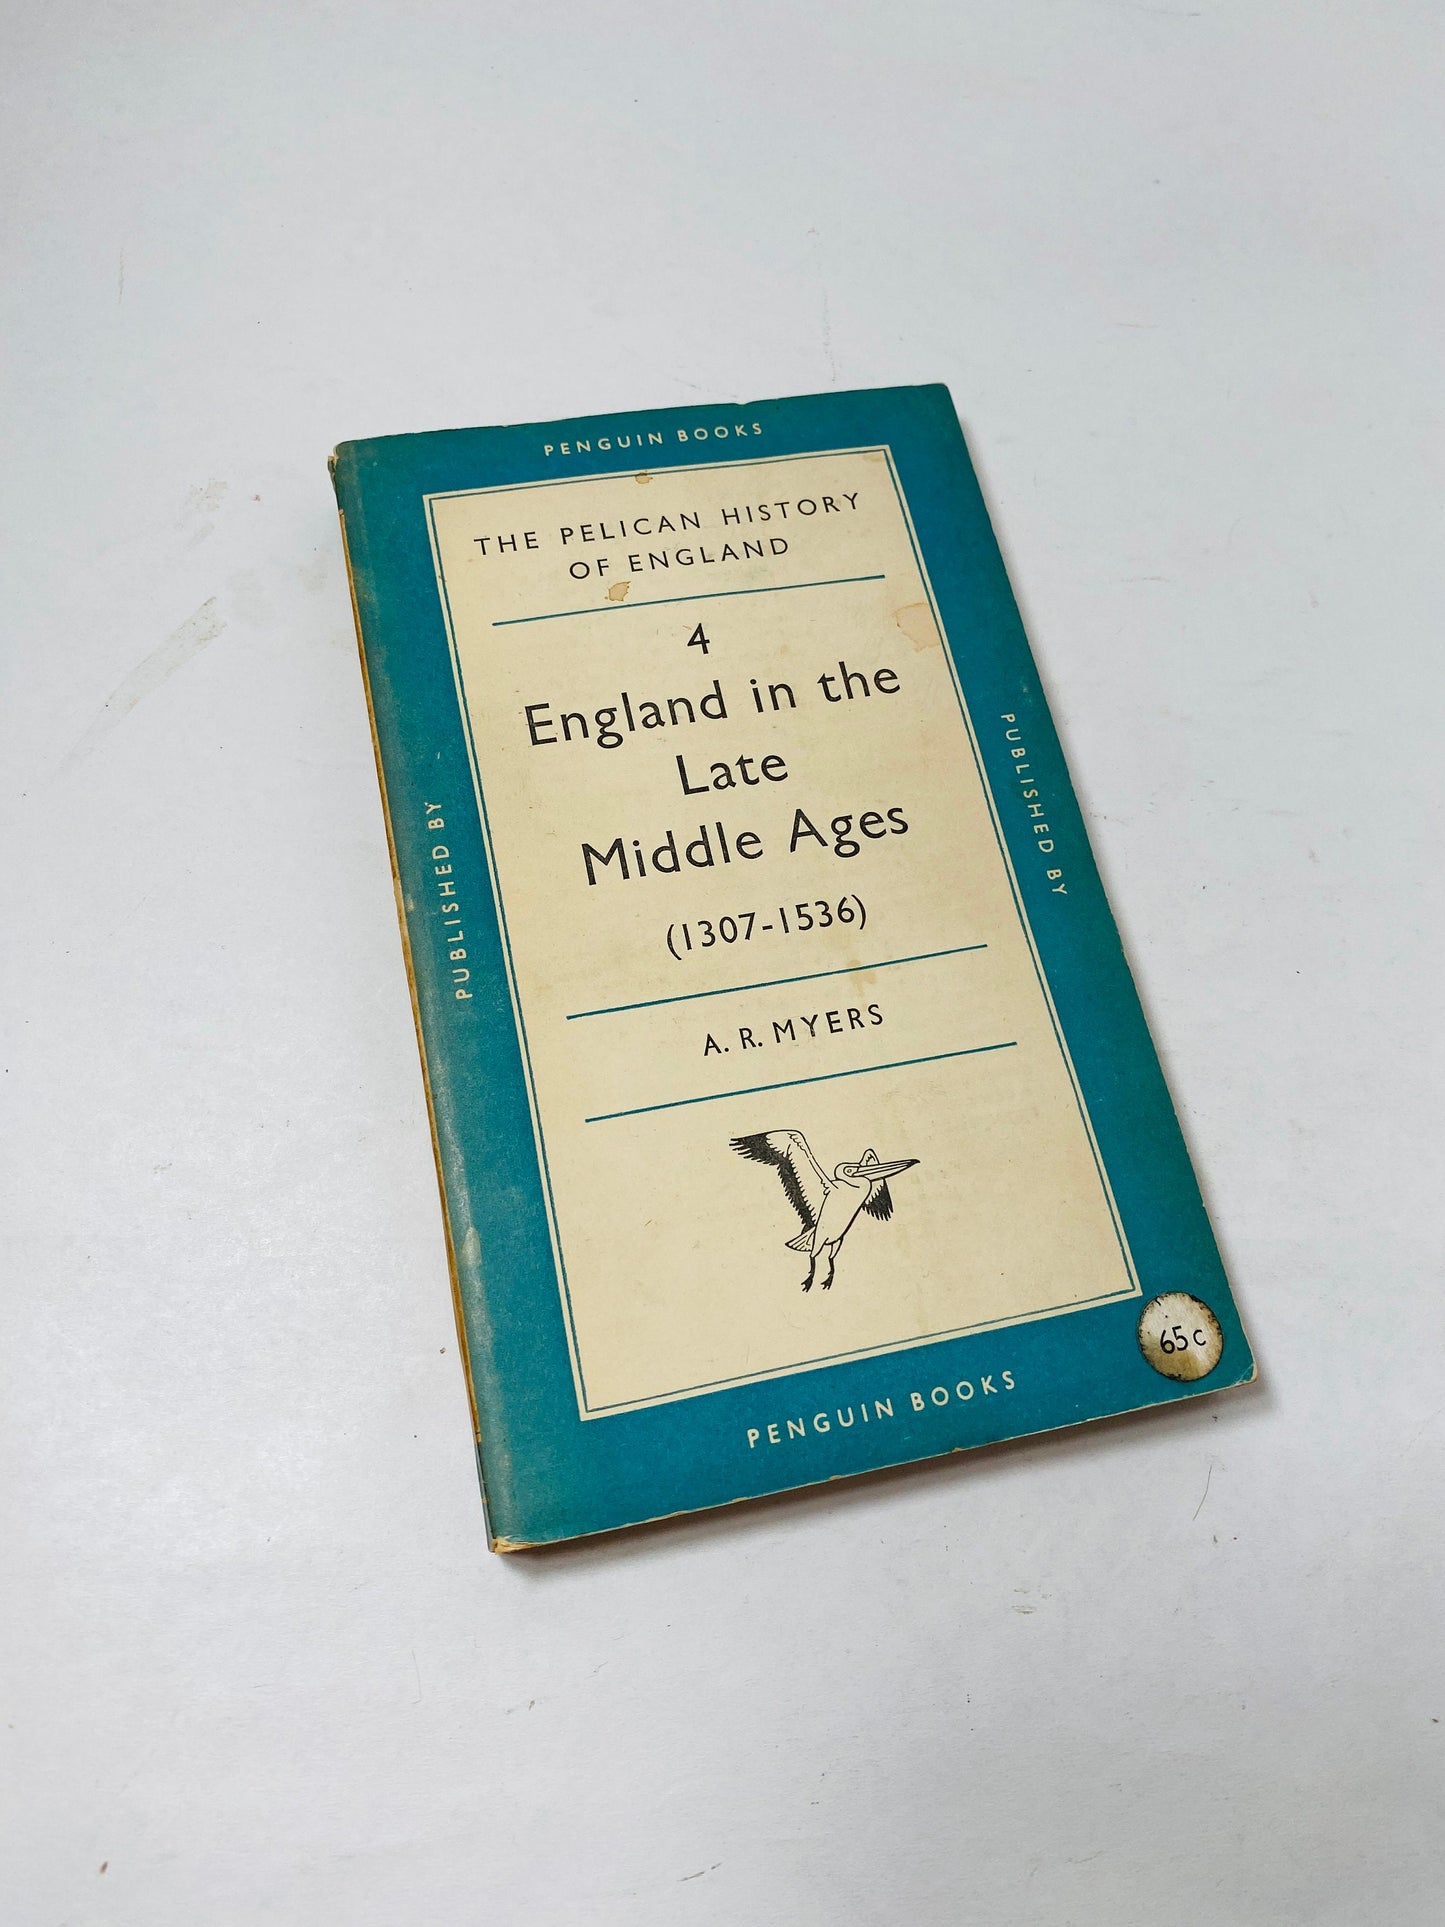 PENGUIN BOOKS
THE PELICAN HISTORY
OF ENGLAND
4
England in the
Late
Middle Ages
(1307-1536)
A. R. MYERS
PUBLISHED BY
PUBLISHED BY
65c
PENGUIN BOOKS